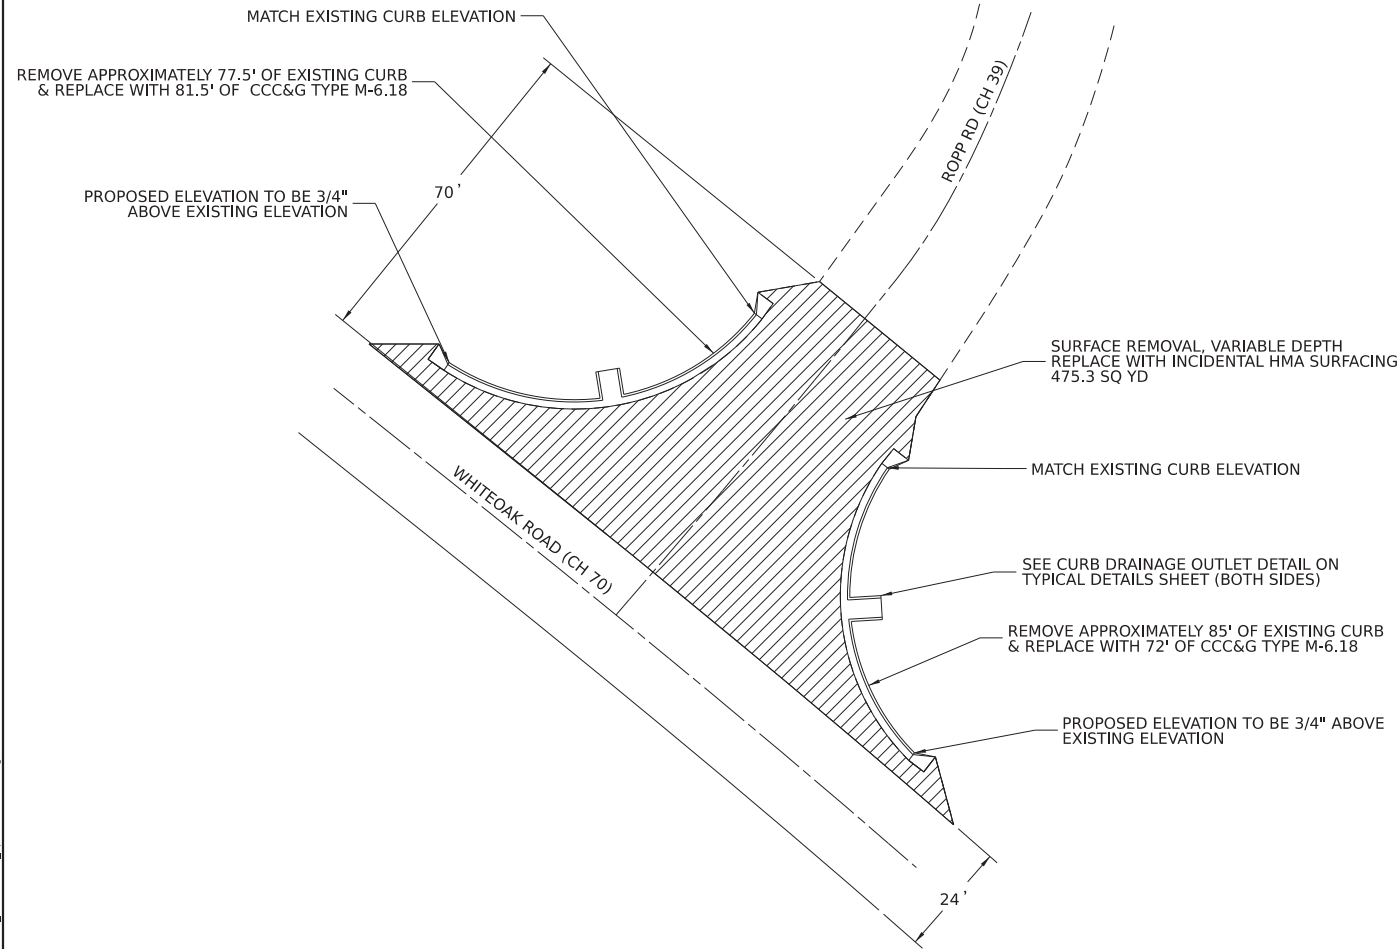 MATCH EXISTING CURB ELEVATION
REMOVE APPROXIMATELY 77.5' OF EXISTING CURB
& REPLACE WITH 81.5' OF CCC&G TYPE M-6.18
ROPP RD (CH 39)
70'
PROPOSED ELEVATION TO BE 3/4"
ABOVE EXISTING ELEVATION
SURFACE REMOVAL, VARIABLE DEPTH
REPLACE WITH INCIDENTAL HMA SURFACING
475.3 SQ YD
MATCH EXISTING CURB ELEVATION
WHITEOAK ROAD (CH 70)
SEE CURB DRAINAGE OUTLET DETAIL ON
TYPICAL DETAILS SHEET (BOTH SIDES)
REMOVE APPROXIMATELY 85' OF EXISTING CURB
& REPLACE WITH 72' OF CCC&G TYPE M-6.18
PROPOSED ELEVATION TO BE 3/4" ABOVE
EXISTING ELEVATION
24'